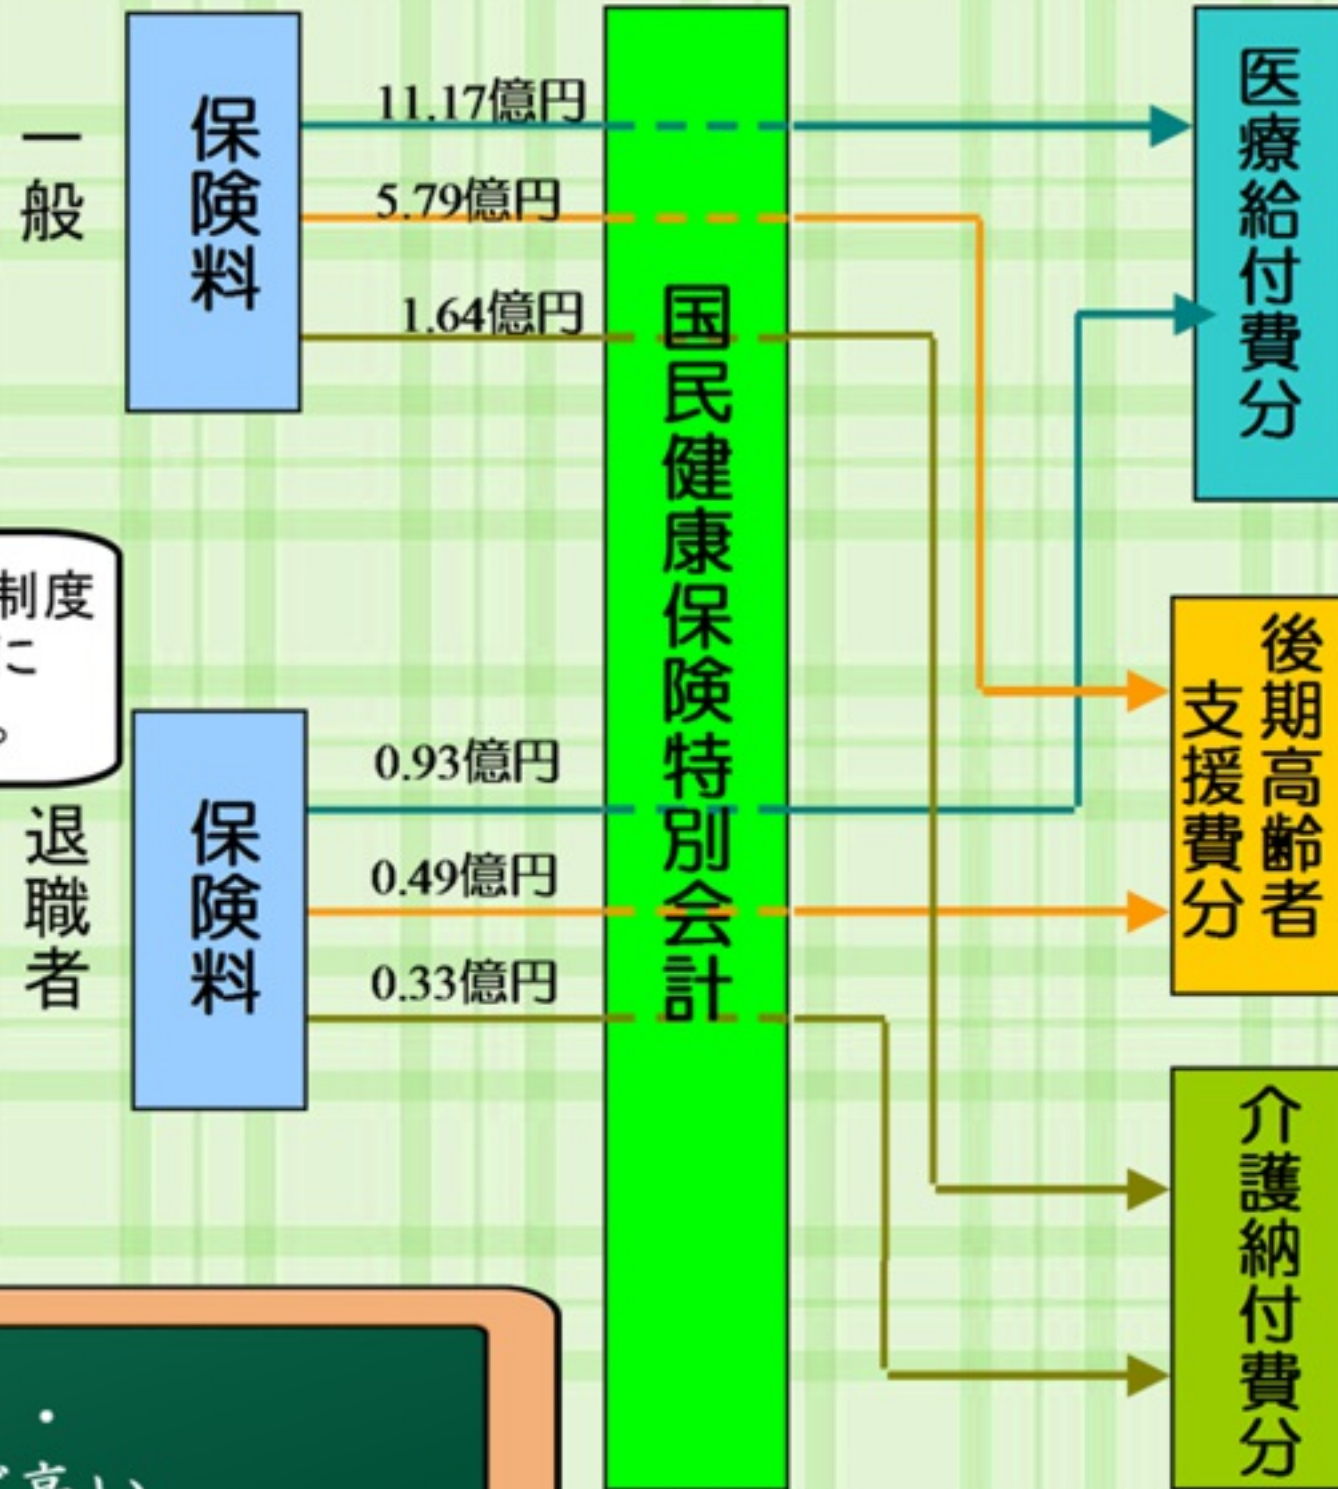 一般
保険料
11.17億円
5.79億円
1.64億円
国民健康保険特別会計
医療給付費分
制度
に
。
退職者
保険料
0.93億円
0.49億円
0.33億円
後期高齢者
支援費分
介護納付費分
・
高い